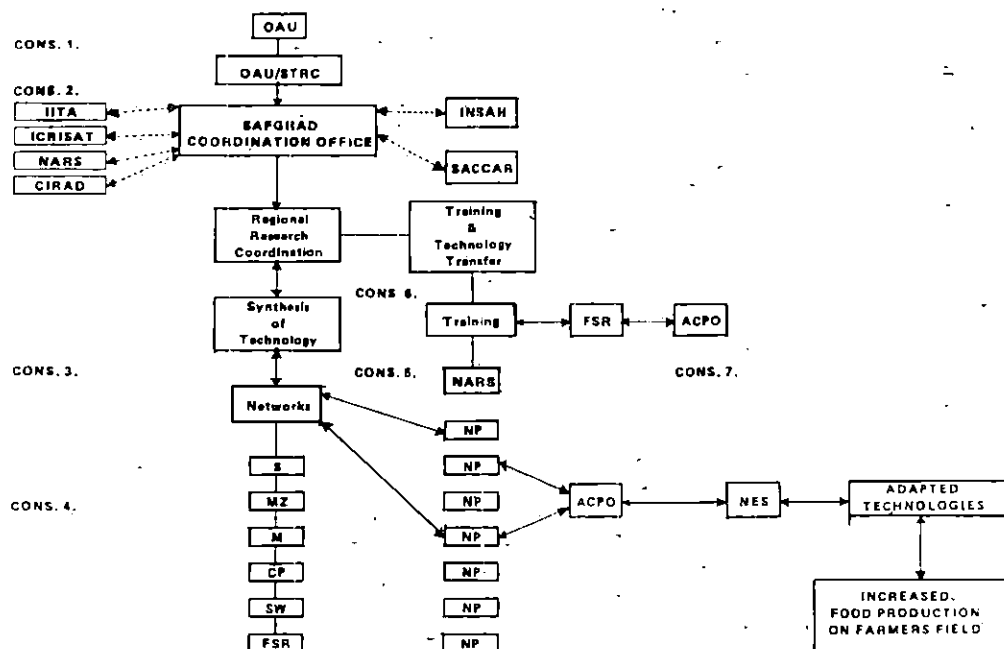 OAU
CONS. 1.
OAU/STRC
CONS. 2.
IITA
ICRISAT
NARS
CIRAD
SAFGRAD
COORDINATION OFFICE
INSAH
SACCAR
Regional
Research
Coordination
Training
&
Technology
Transfer
CONS 6.
Synthesis
of
Technology
Training
FSR
ACPO
CONS. 3.
CONS. 5.
NARS
CONS. 7.
Networks
NP
S
NP
MZ
NP
CONS. 4.
ACPO
NES
ADAPTED
TECHNOLOGIES
M
NP
CP
NP
SW
NP
FSR
NP
INCREASED.
FOOD PRODUCTION
ON FARMERS FIELD